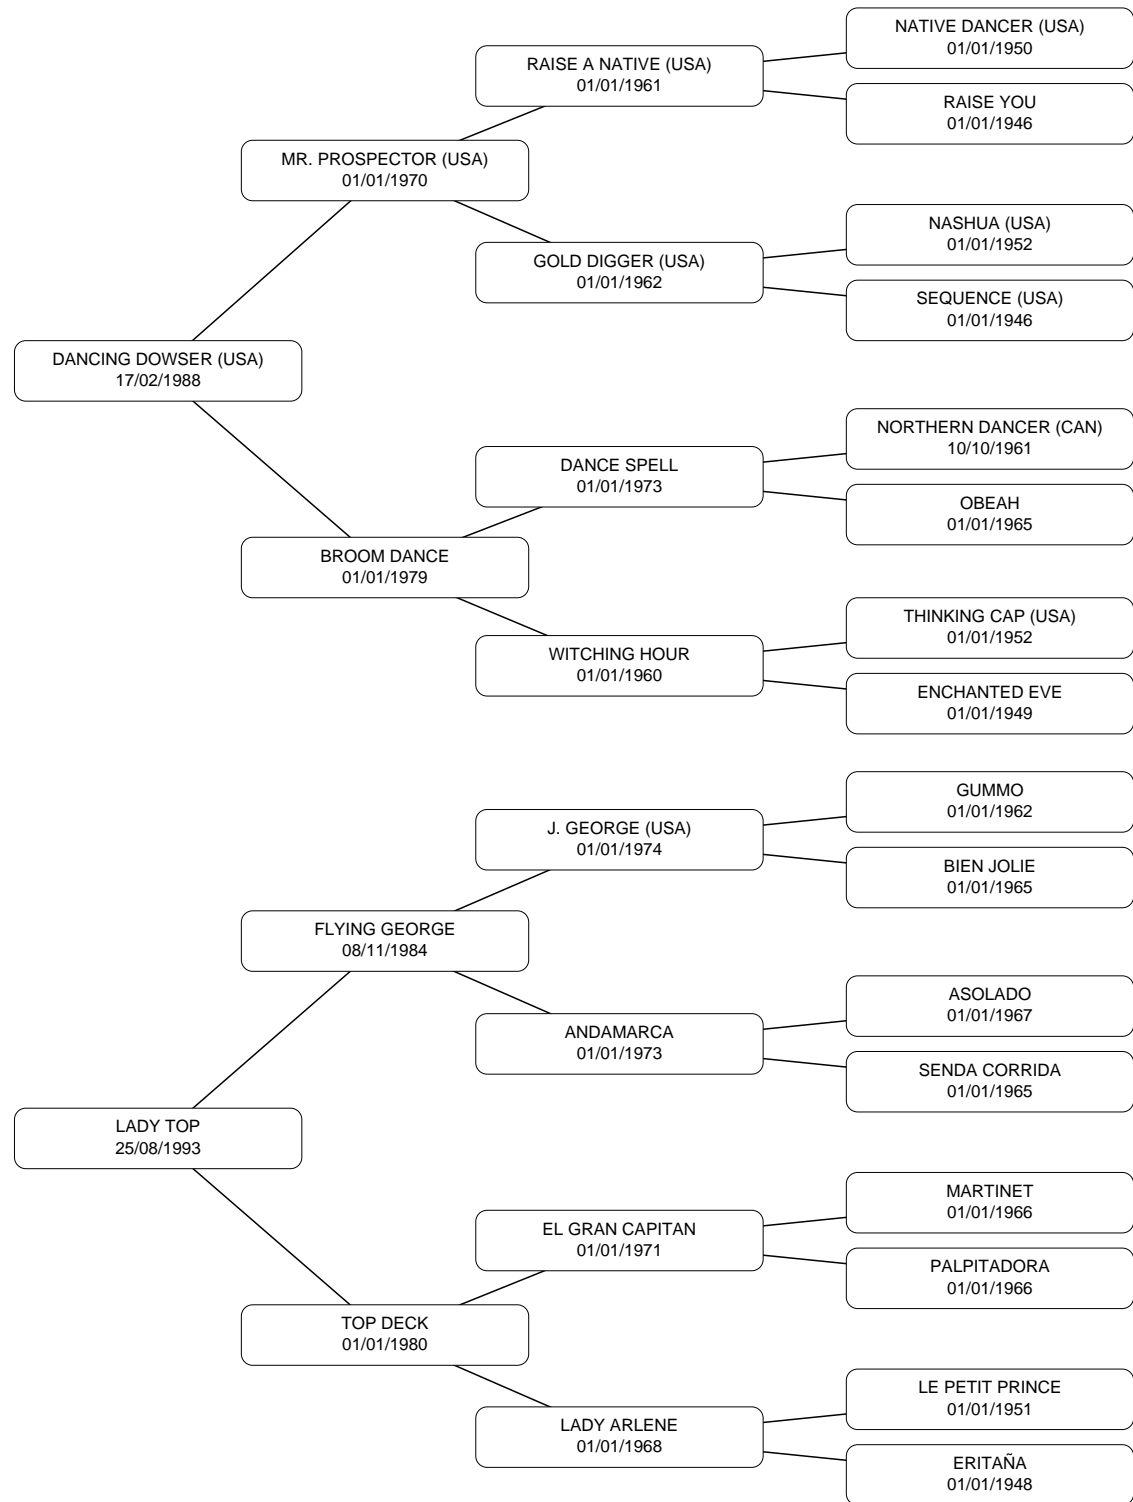 NATIVE DANCER (USA)
01/01/1950
RAISE A NATIVE (USA)
01/01/1961
RAISE YOU
01/01/1946
MR. PROSPECTOR (USA)
01/01/1970
NASHUA (USA)
01/01/1952
GOLD DIGGER (USA)
01/01/1962
SEQUENCE (USA)
01/01/1946
DANCING DOWSER (USA)
17/02/1988
NORTHERN DANCER (CAN)
10/10/1961
DANCE SPELL
01/01/1973
OBEAH
01/01/1965
BROOM DANCE
01/01/1979
THINKING CAP (USA)
01/01/1952
WITCHING HOUR
01/01/1960
ENCHANTED EVE
01/01/1949
GUMMO
01/01/1962
J. GEORGE (USA)
01/01/1974
BIEN JOLIE
01/01/1965
FLYING GEORGE
08/11/1984
ASOLADO
01/01/1967
ANDAMARCA
01/01/1973
SENDA CORRIDA
01/01/1965
LADY TOP
25/08/1993
MARTINET
01/01/1966
EL GRAN CAPITAN
01/01/1971
PALPITADORA
01/01/1966
TOP DECK
01/01/1980
LE PETIT PRINCE
01/01/1951
LADY ARLENE
01/01/1968
ERITAÑA
01/01/1948